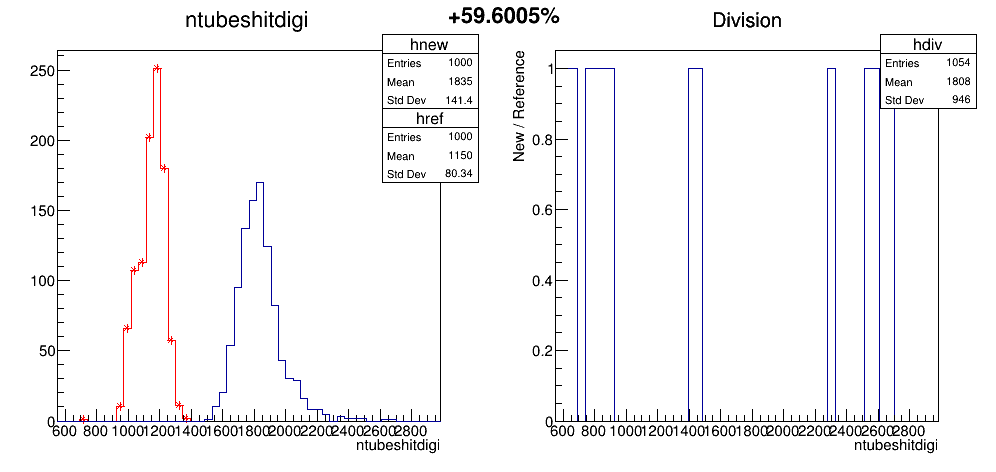 +59.6005%
ntubeshitdigi
hnew
Entries 1000
Mean 1835
Std Dev 141.4
href
Entries 1000
Mean 1150
Std Dev 80.34
250
200
150
100
50
0
600 800 1000 1200 1400 1600 1800 2000 2200 2400 2600 2800
ntubeshitdigi
Division
hdiv
Entries 1054
Mean 1808
Std Dev 946
New / Reference
1
0.8
0.6
0.4
0.2
0
600 800 1000 1200 1400 1600 1800 2000 2200 2400 2600 2800
ntubeshitdigi